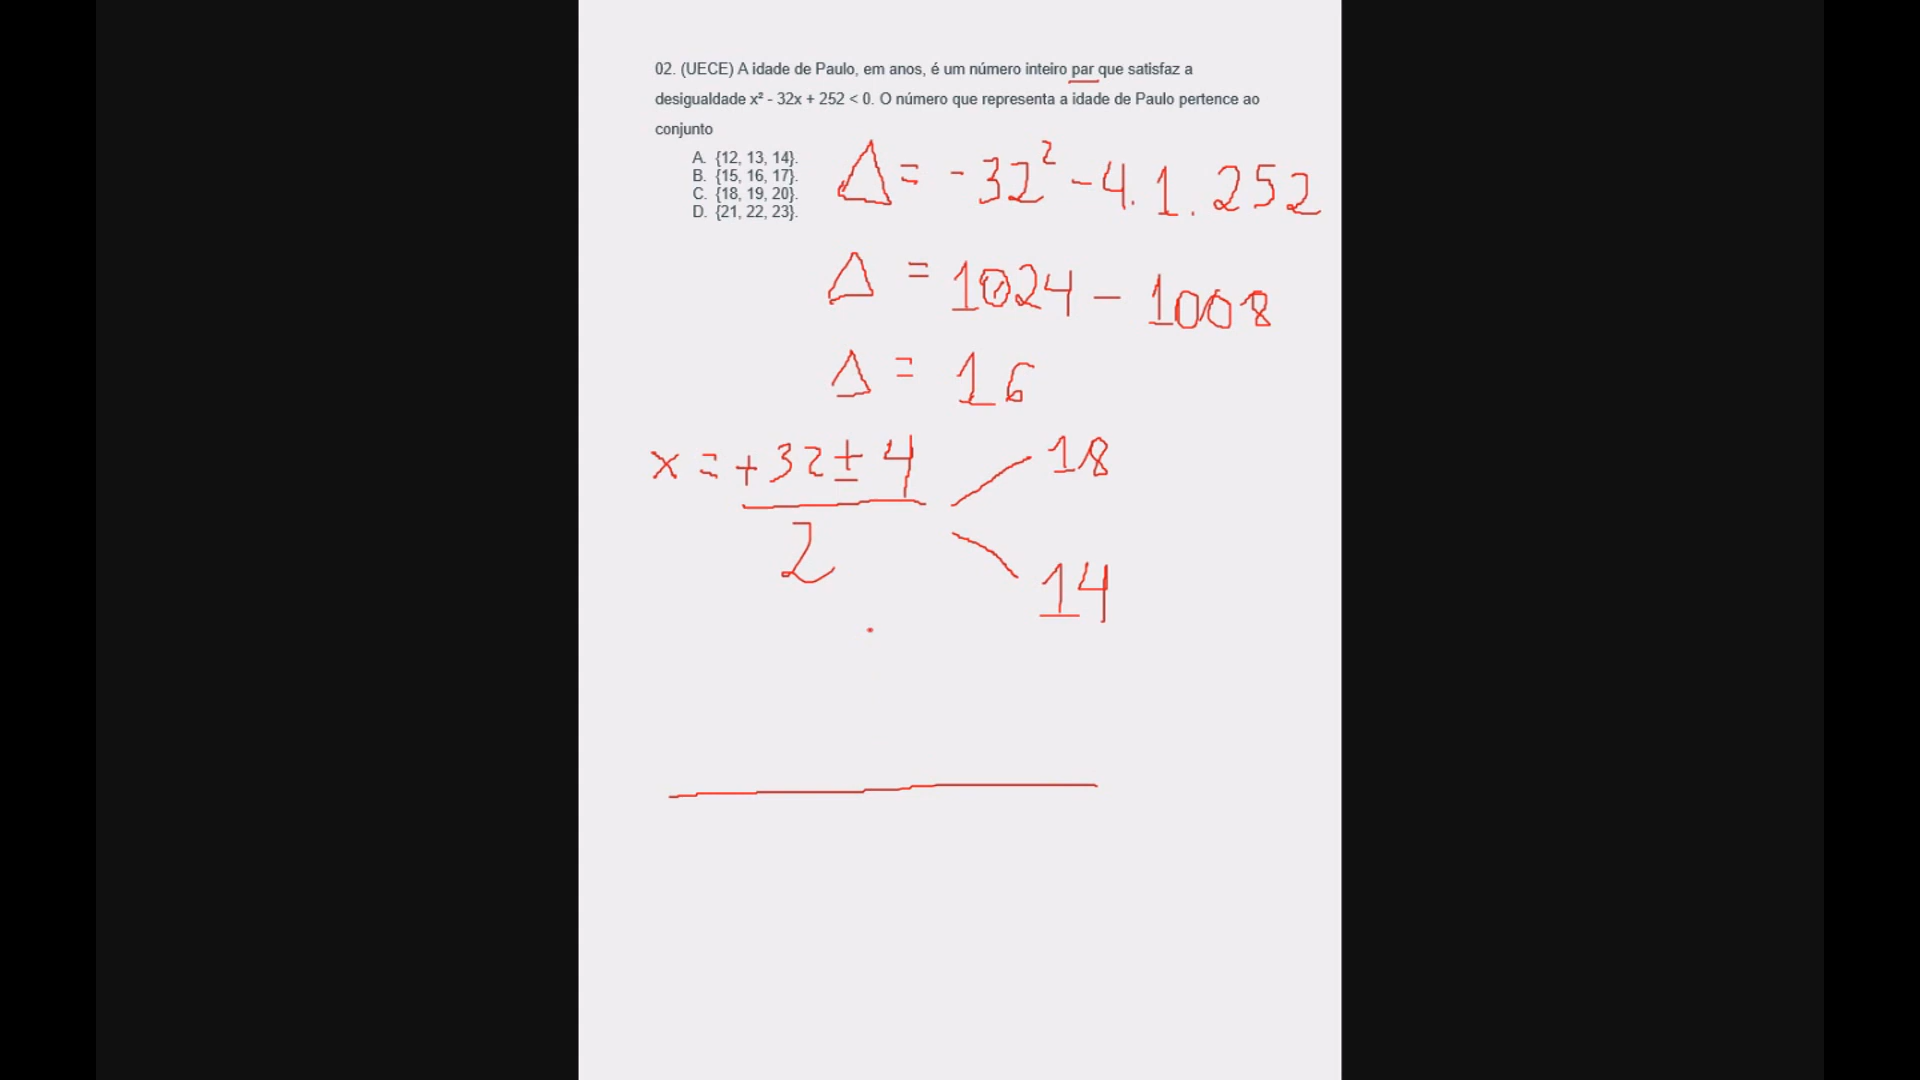 02. (UECE) A idade de Paulo, em anos, é um número inteiro par que satisfaz a
desigualdade x² - 32x + 252 < 0. O número que representa a idade de Paulo pertence ao
conjunto
A. {12, 13, 14}.
B. {15, 16, 17}.
C. {18, 19, 20}.
D. {21, 22, 23}.
Δ = -32² - 4.1.252
Δ = 1024 - 1008
Δ = 16
x = +32 ± 4
2
18
14